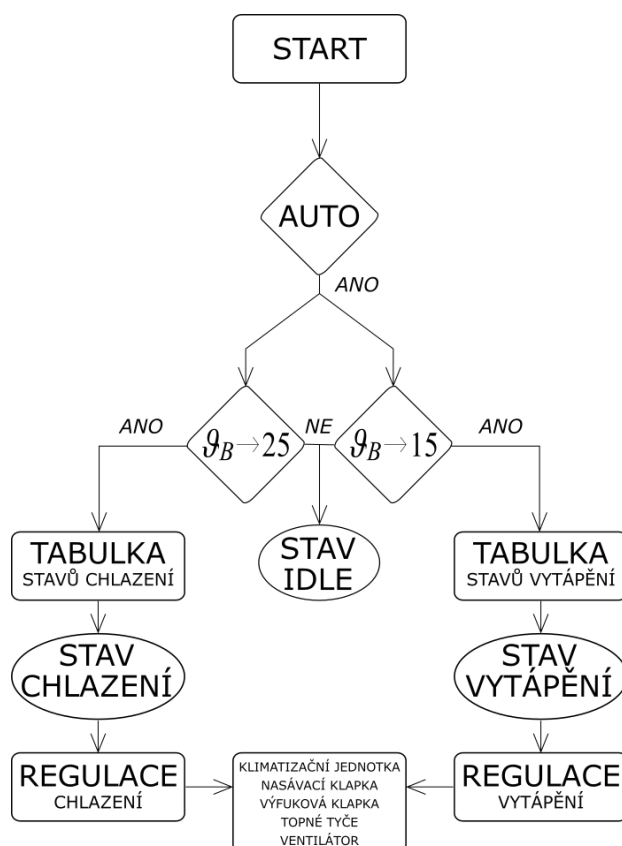 START
AUTO
ANO
ANO
NE
ANO
ϑB→25
ϑB→15
TABULKA
STAVŮ CHLAZENÍ
STAV
IDLE
TABULKA
STAVŮ VYTÁPĚNÍ
STAV
CHLAZENÍ
STAV
VYTÁPĚNÍ
REGULACE
CHLAZENÍ
KLIMATIZAČNÍ JEDNOTKA
NASÁVACÍ KLAPKA
VÝFUKOVÁ KLAPKA
TOPNÉ TYČE
VENTILÁTOR
REGULACE
VYTÁPĚNÍ